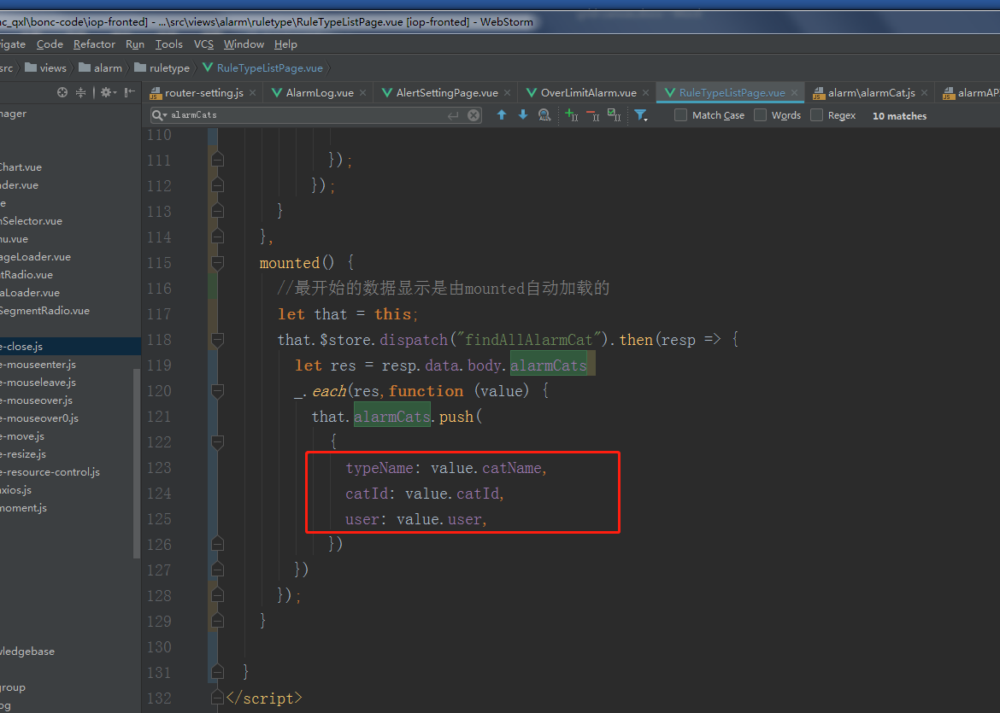 nc_qxl\bonc-code\iop-fronted] - ...\src\views\alarm\ruletype\RuleTypeListPage.vue [iop-fronted] - WebStorm
igate Code Refactor Run Tools VCS Window Help
src views alarm ruletype RuleTypeListPage.vue
router-setting.js AlarmLog.vue AlertSettingPage.vue OverLimitAlarm.vue RuleTypeListPage.vue alarm\alarmCat.js alarmAP
alarmCats Match Case Words Regex 10 matches
nager
Chart.vue
ader.vue
e
nSelector.vue
nu.vue
ageLoader.vue
tRadio.vue
aLoader.vue
SegmentRadio.vue
e-close.js
e-mouseenter.js
e-mouseleave.js
e-mouseover.js
e-mouseover0.js
e-move.js
e-resize.js
e-resource-control.js
axios.js
moment.js
wledgebase
group
og
110
111 });
112 });
113 }
114 },
115 mounted() {
116 //最开始的数据显示是由mounted自动加载的
117 let that = this;
118 that.$store.dispatch("findAllAlarmCat").then(resp => {
119 let res = resp.data.body.alarmCats
120 _.each(res,function (value) {
121 that.alarmCats.push(
122 {
123 typeName: value.catName,
124 catId: value.catId,
125 user: value.user,
126 })
127 })
128 });
129 }
130
131 }
132 </script>